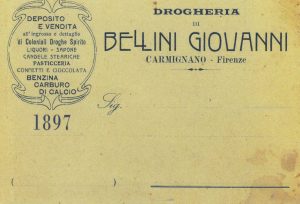 DEPOSITO
E VENDITA
all'ingrosso e dettaglio
di Coloniali Droghe Spirito
LIQUORI - SAPONE
CANDELE STEARICHE
PASTICCERIA
CONFETTI E CIOCCOLATA
BENZINA
CARBURO
DI CALCIO
1897
DROGHERIA
DI
BELLINI GIOVANNI
CARMIGNANO - Firenze
Sig.
( )